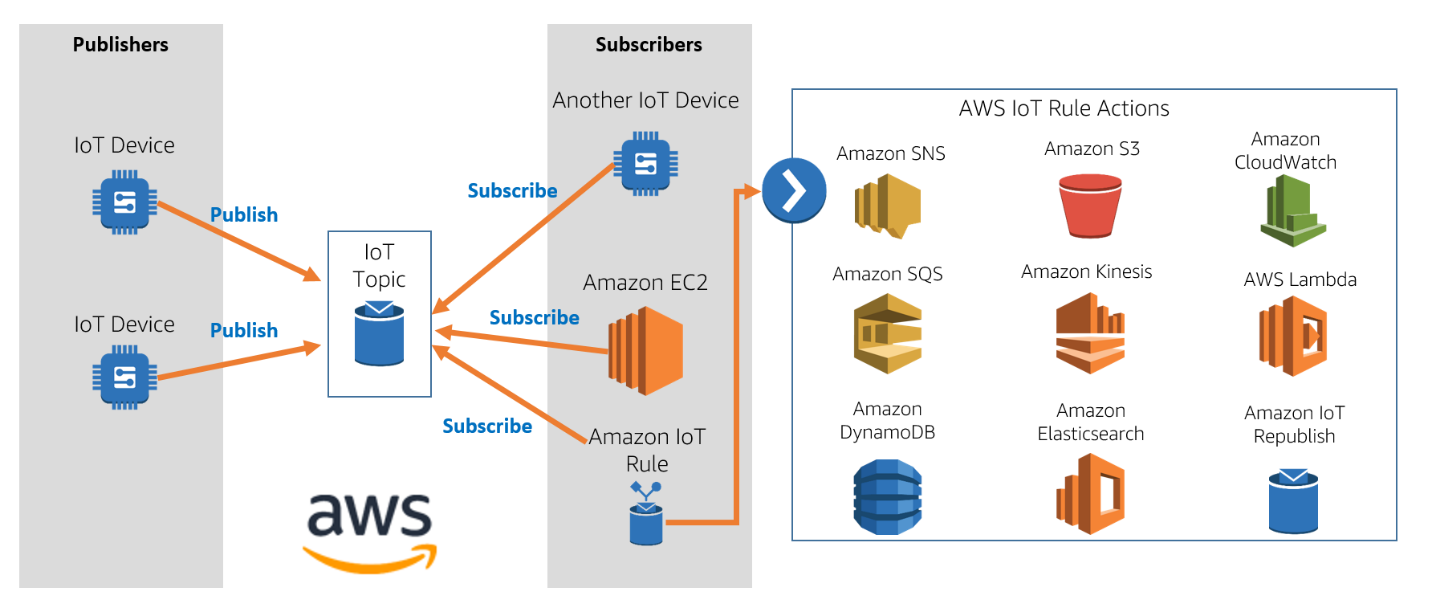 Publishers
IoT Device
Publish
IoT Device
Publish
IoT
Topic
Subscribers
Another IoT Device
Subscribe
Amazon EC2
Subscribe
Subscribe
Amazon IoT
Rule
aws
AWS IoT Rule Actions
Amazon SNS
Amazon S3
Amazon
CloudWatch
Amazon SQS
Amazon Kinesis
AWS Lambda
Amazon
DynamoDB
Amazon
Elasticsearch
Amazon IoT
Republish